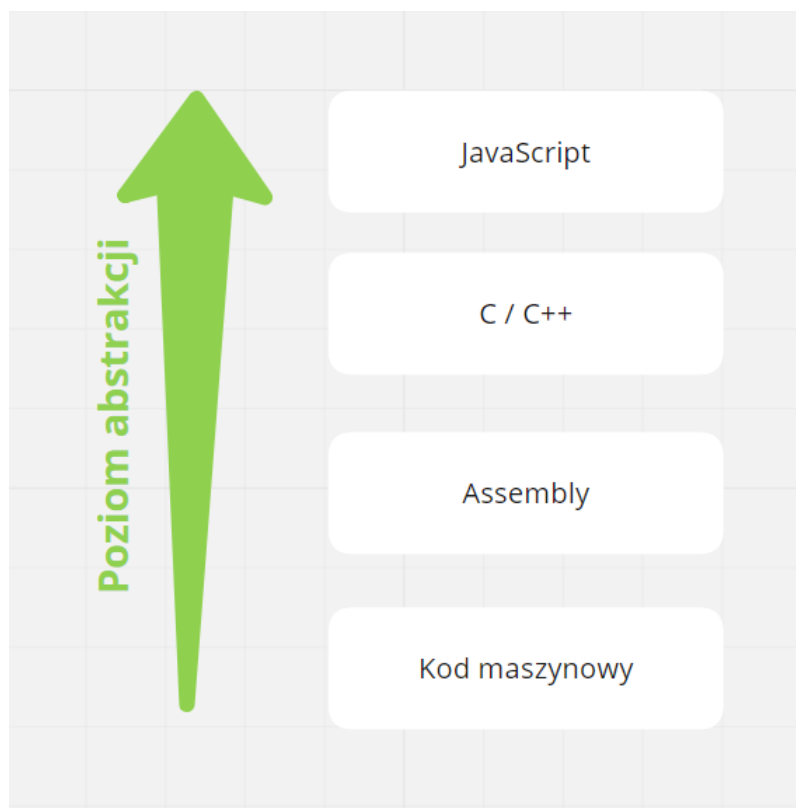 Poziom abstrakcji
JavaScript
C / C++
Assembly
Kod maszynowy